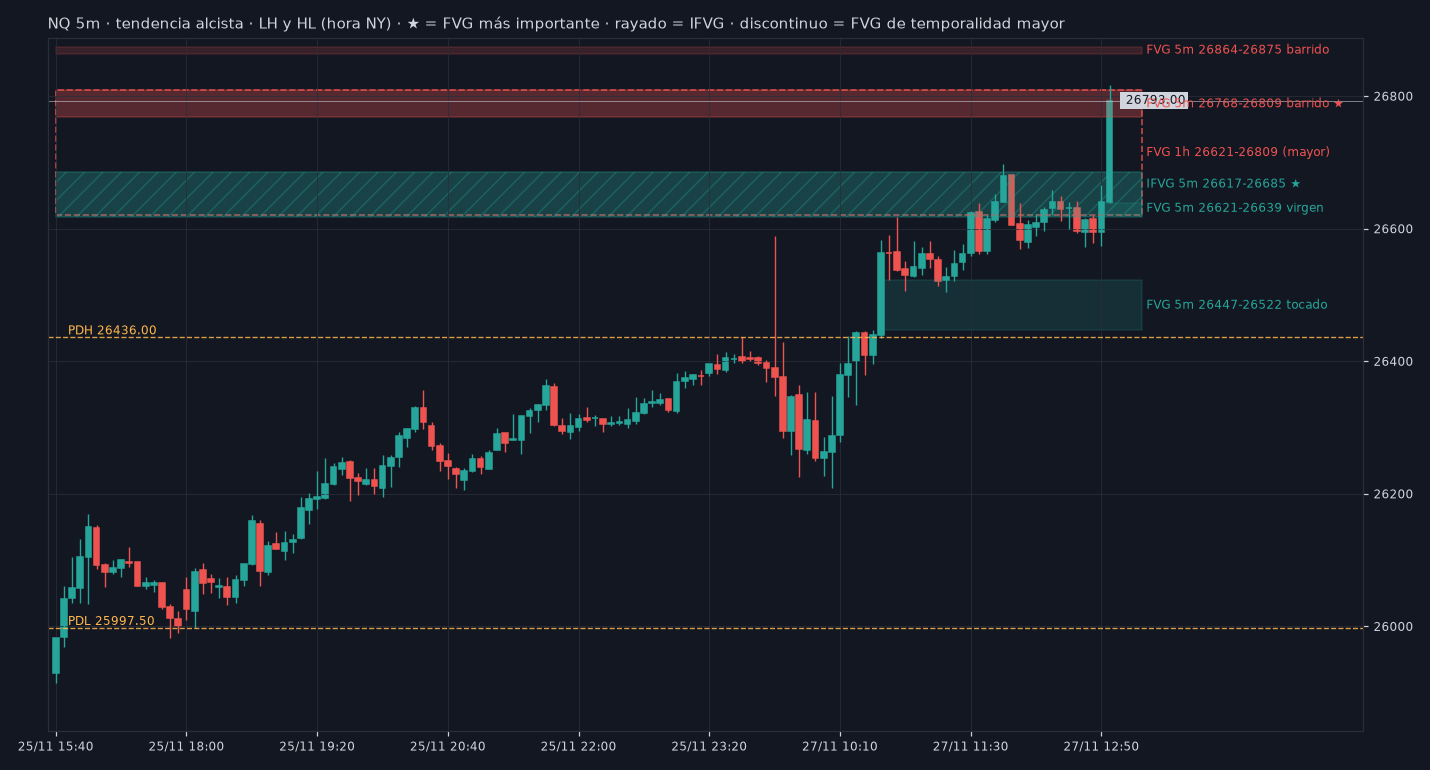 NQ 5m · tendencia alcista · LH y HL (hora NY) · ★ = FVG más importante · rayado = IFVG · discontinuo = FVG de temporalidad mayor
FVG 5m 26864-26875 barrido
26800
26793.00
FVG 5m 26768-26809 barrido ★
FVG 1h 26621-26809 (mayor)
IFVG 5m 26617-26685 ★
FVG 5m 26621-26639 virgen
26600
FVG 5m 26447-26522 tocado
PDH 26436.00
26400
26200
PDL 25997.50
26000
25/11 15:40 25/11 18:00 25/11 19:20 25/11 20:40 25/11 22:00 25/11 23:20 27/11 10:10 27/11 11:30 27/11 12:50